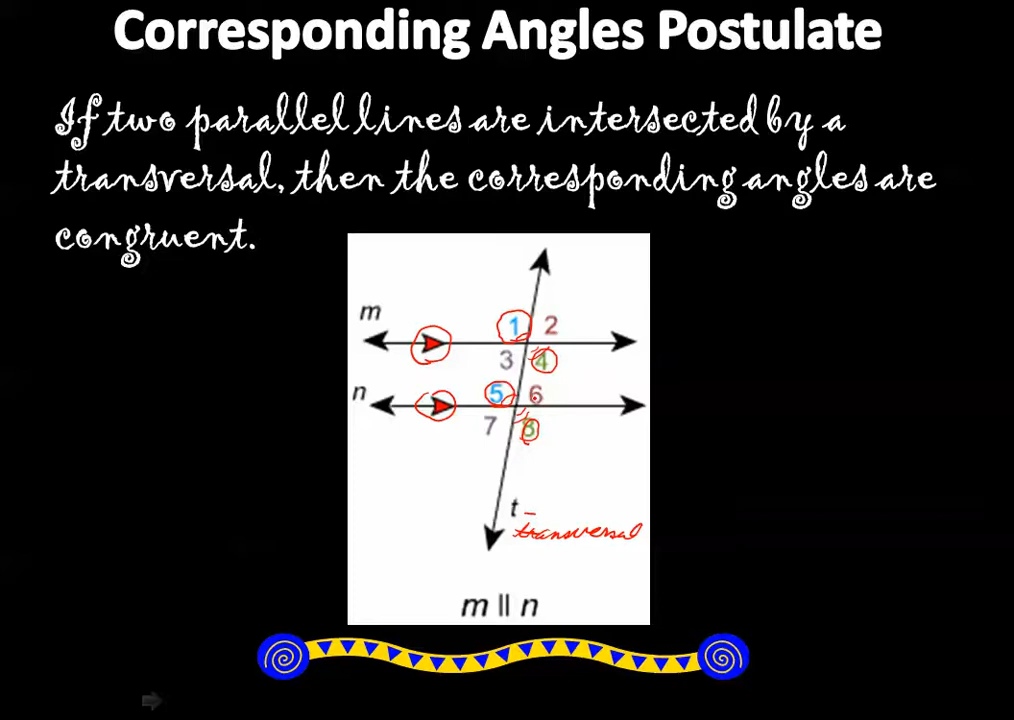 Corresponding Angles Postulate
If two parallel lines are intersected by a
transversal, then the corresponding angles are
congruent.
m
1 2
3 4
n
5 6
7 8
t -
transversal
m || n